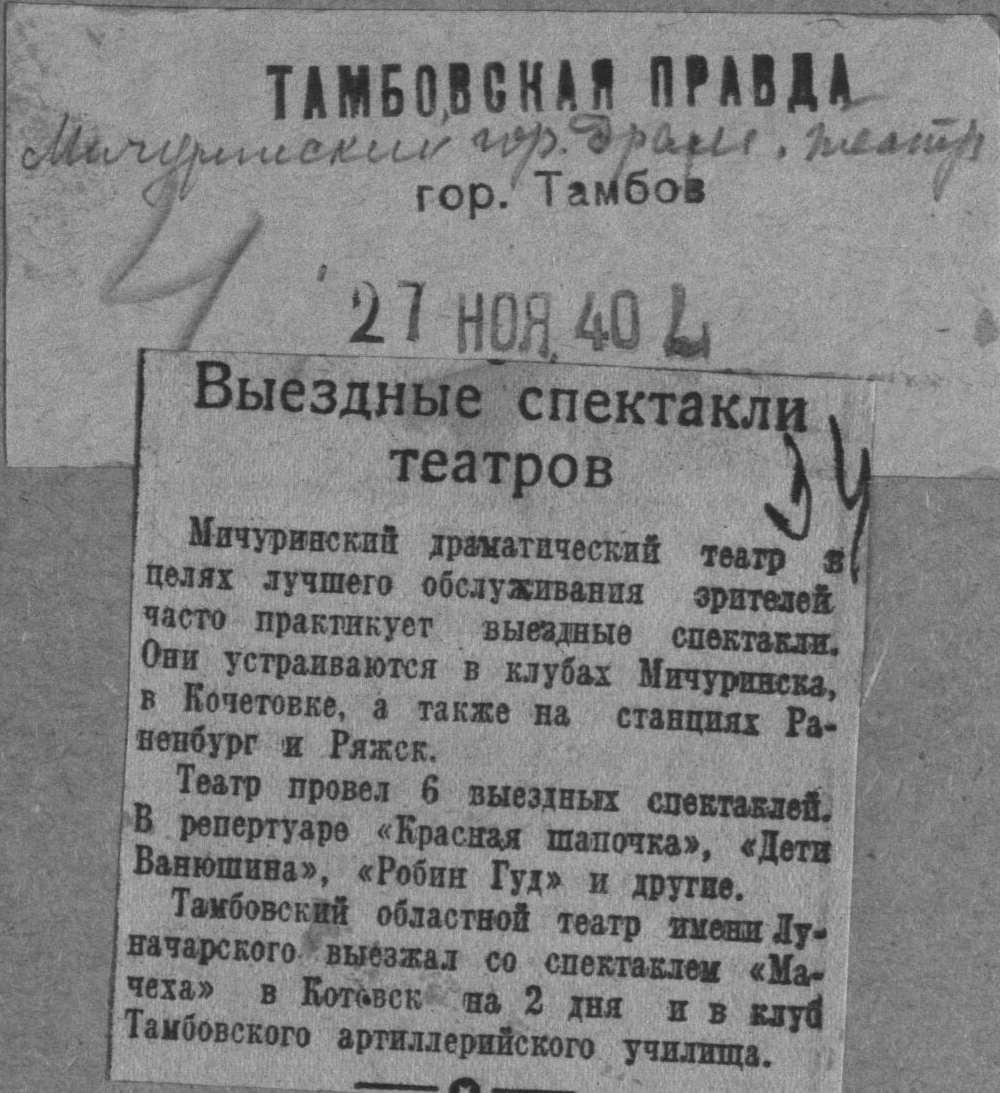 ТАМБОВСКАЯ ПРАВДА
Мичуринский гор. драм. театр
гор. Тамбов
27 НОЯ 40
Выездные спектакли
театров
Мичуринский драматический театр в
целях лучшего обслуживания зрителей
часто практикует выездные спектакли.
Они устраиваются в клубах Мичуринска,
в Кочетовке, а также на станциях Ра-
ненбург и Ряжск.
Театр провел 6 выездных спектаклей.
В репертуаре «Красная шапочка», «Дети
Ванюшина», «Робин Гуд» и другие.
Тамбовский областной театр имени Лу-
начарского выезжал со спектаклем «Ма-
чеха» в Котовск на 2 дня и в клуб
Тамбовского артиллерийского училища.